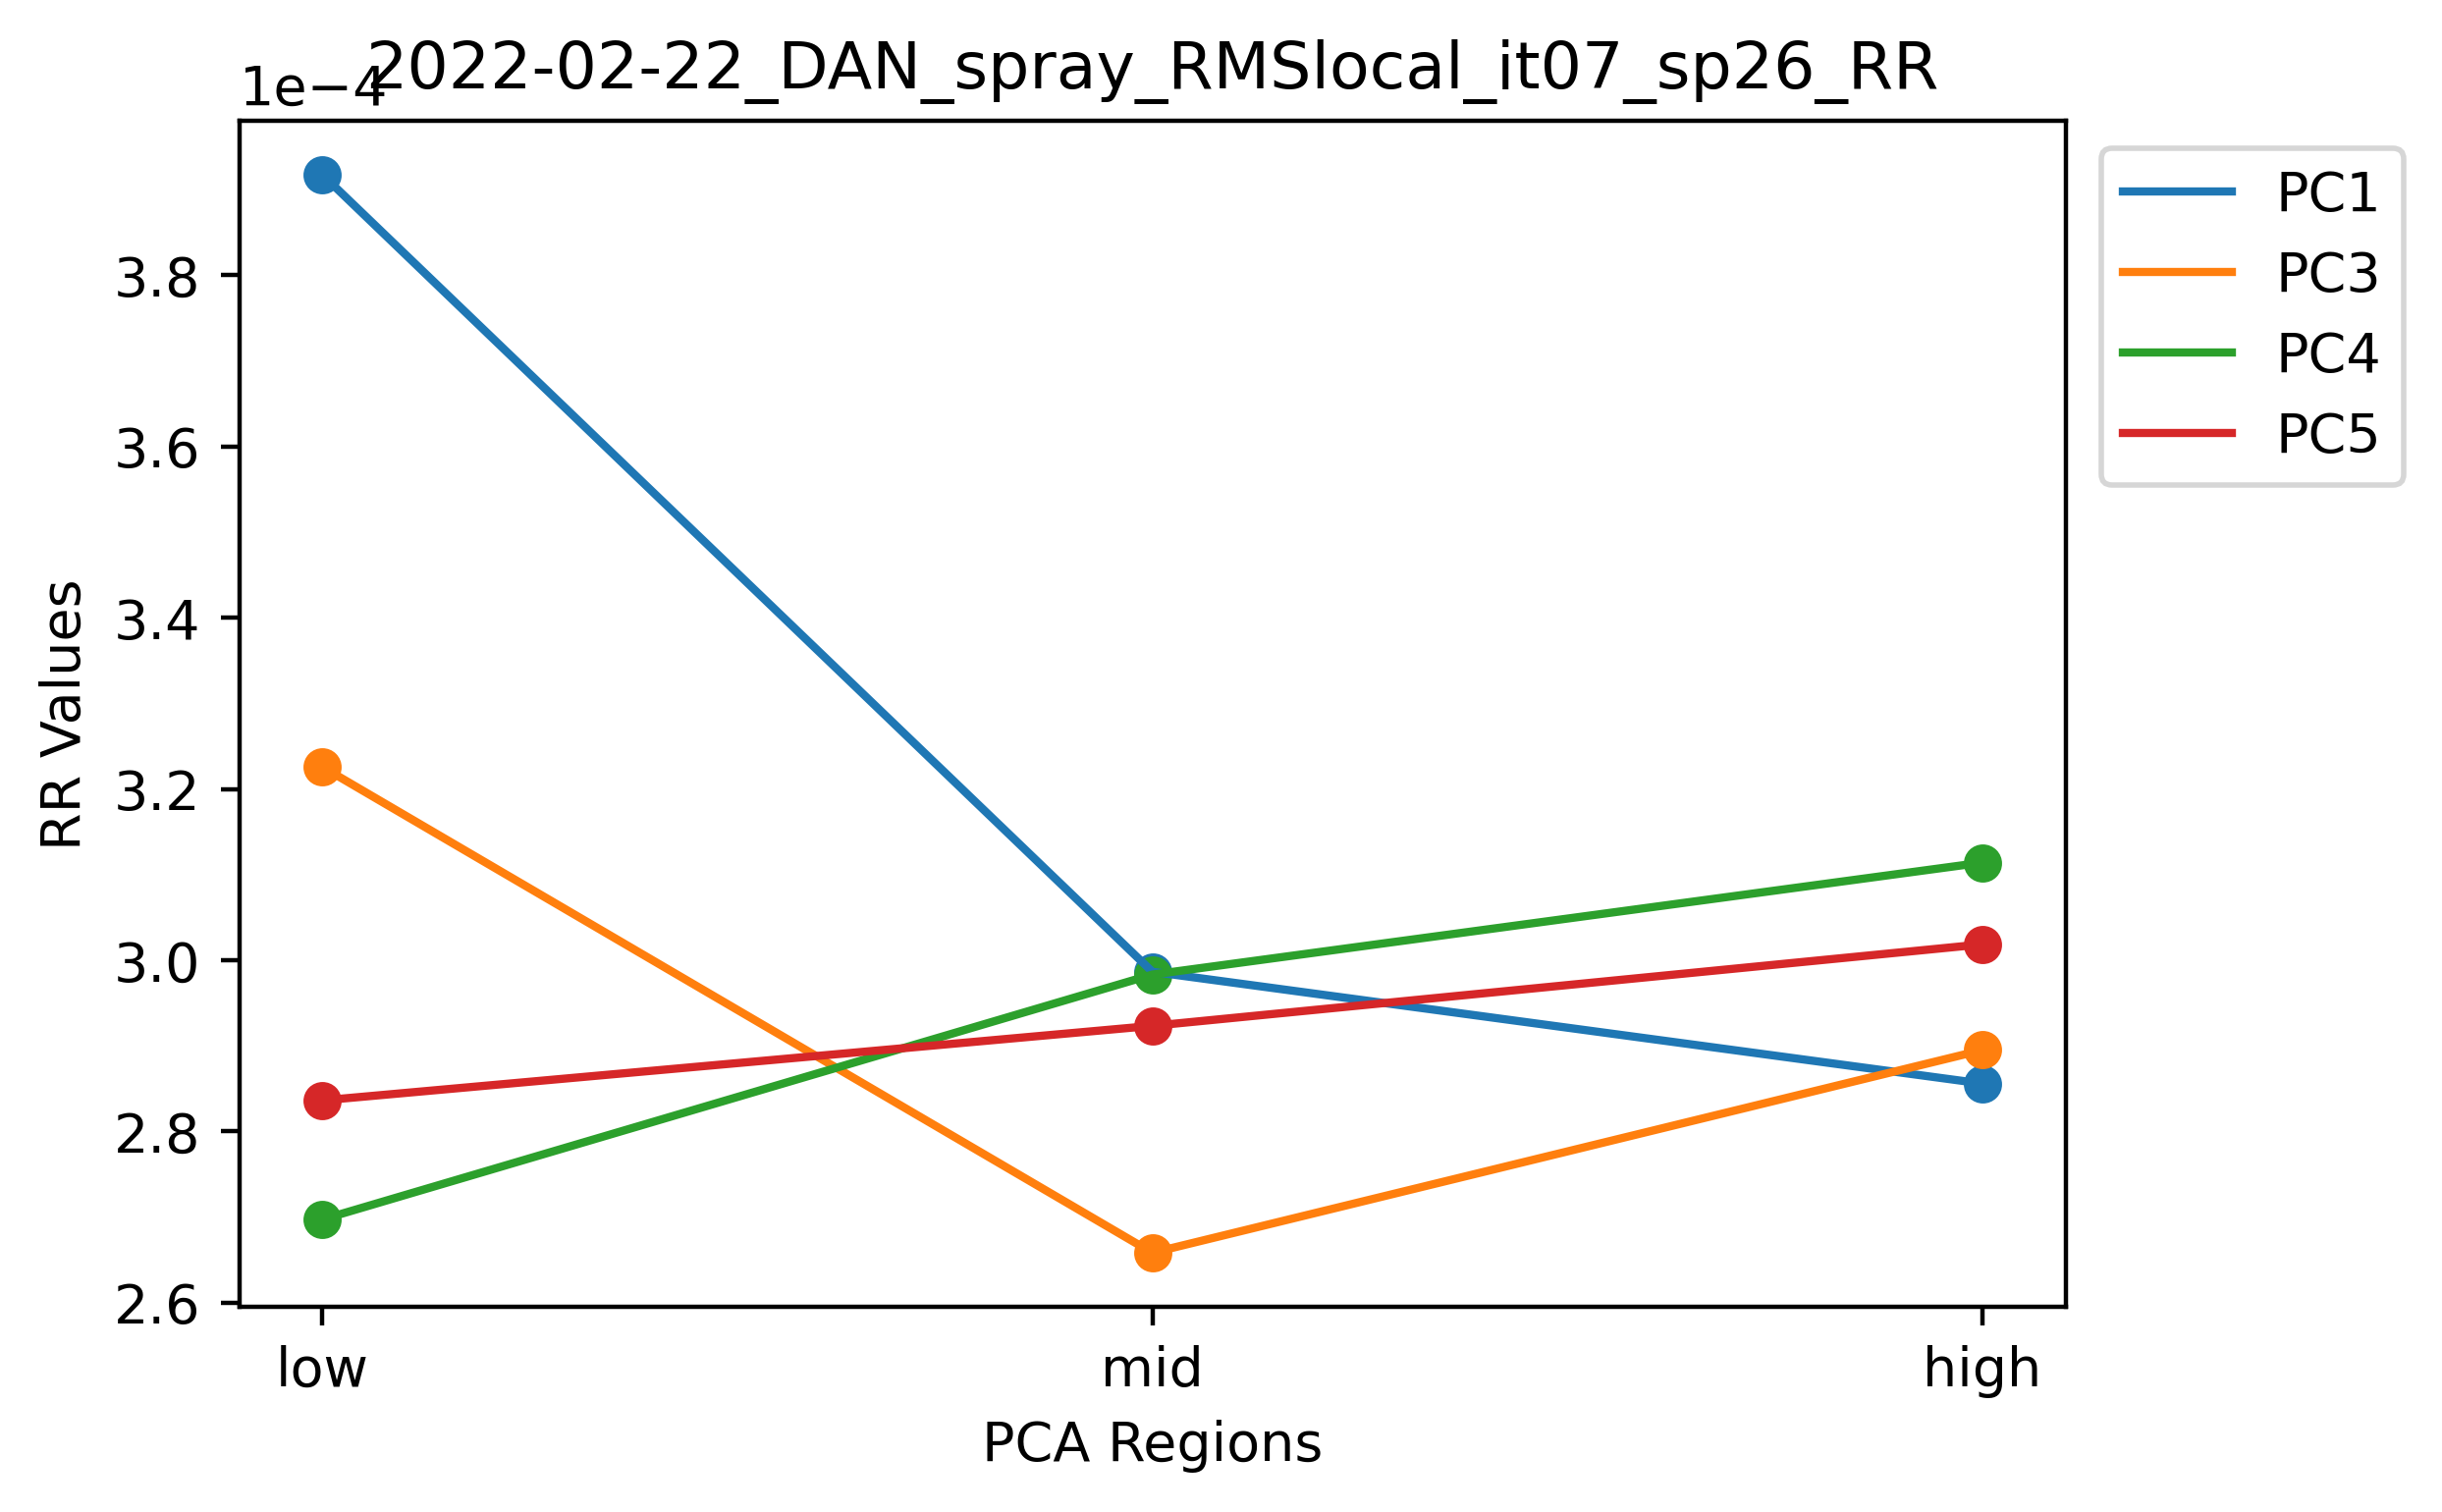 1e−4
2022-02-22_DAN_spray_RMSlocal_it07_sp26_RR
PC1
PC3
PC4
PC5
3.8
3.6
3.4
3.2
3.0
2.8
2.6
RR Values
low mid high
PCA Regions